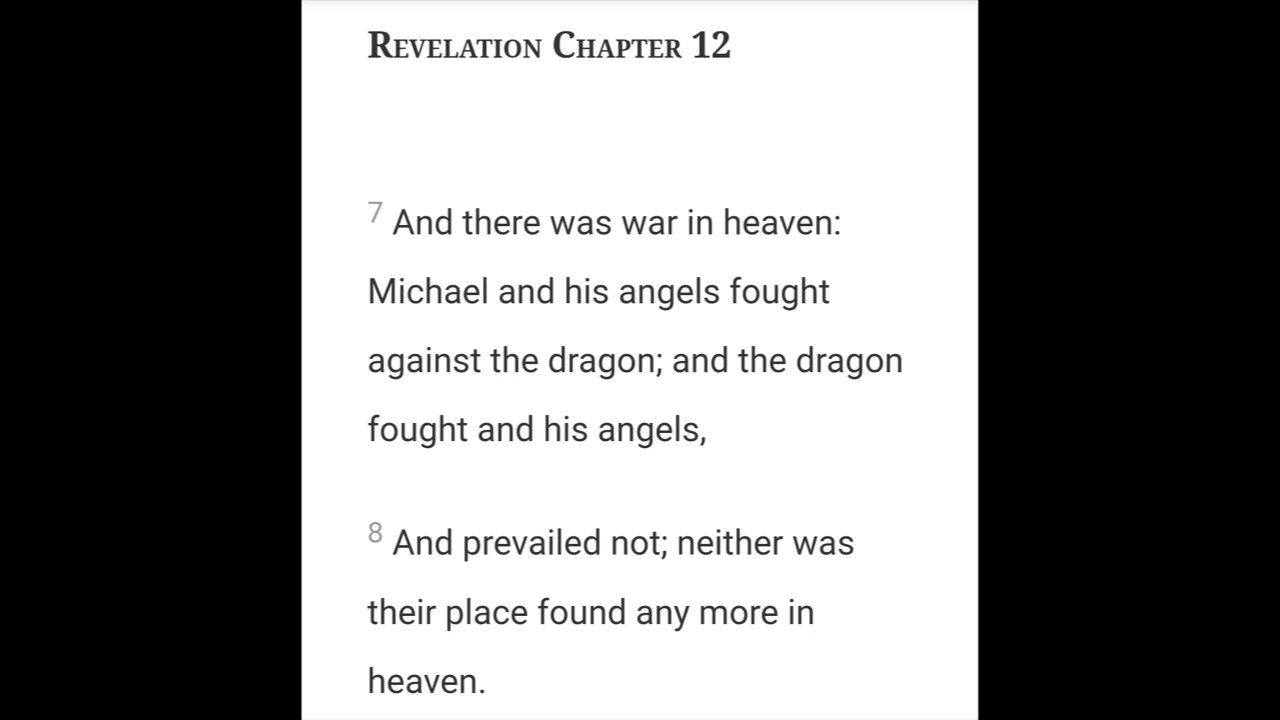 Revelation Chapter 12
7 And there was war in heaven:
Michael and his angels fought
against the dragon; and the dragon
fought and his angels,
8 And prevailed not; neither was
their place found any more in
heaven.